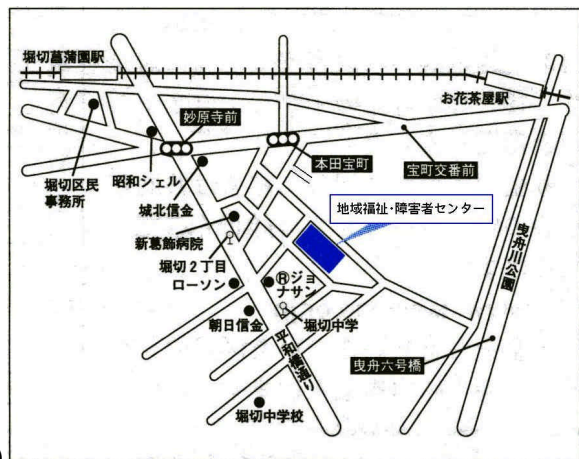 堀切菖蒲園駅
お花茶屋駅
妙原寺前
本田宝町
宝町交番前
堀切区民
事務所
昭和シェル
城北信金
地域福祉・障害者センター
新葛飾病院
堀切2丁目
ローソン
Ⓡジョ
ナサン
朝日信金
堀切中学
平和橋通り
曳舟川公園
曳舟六号橋
堀切中学校